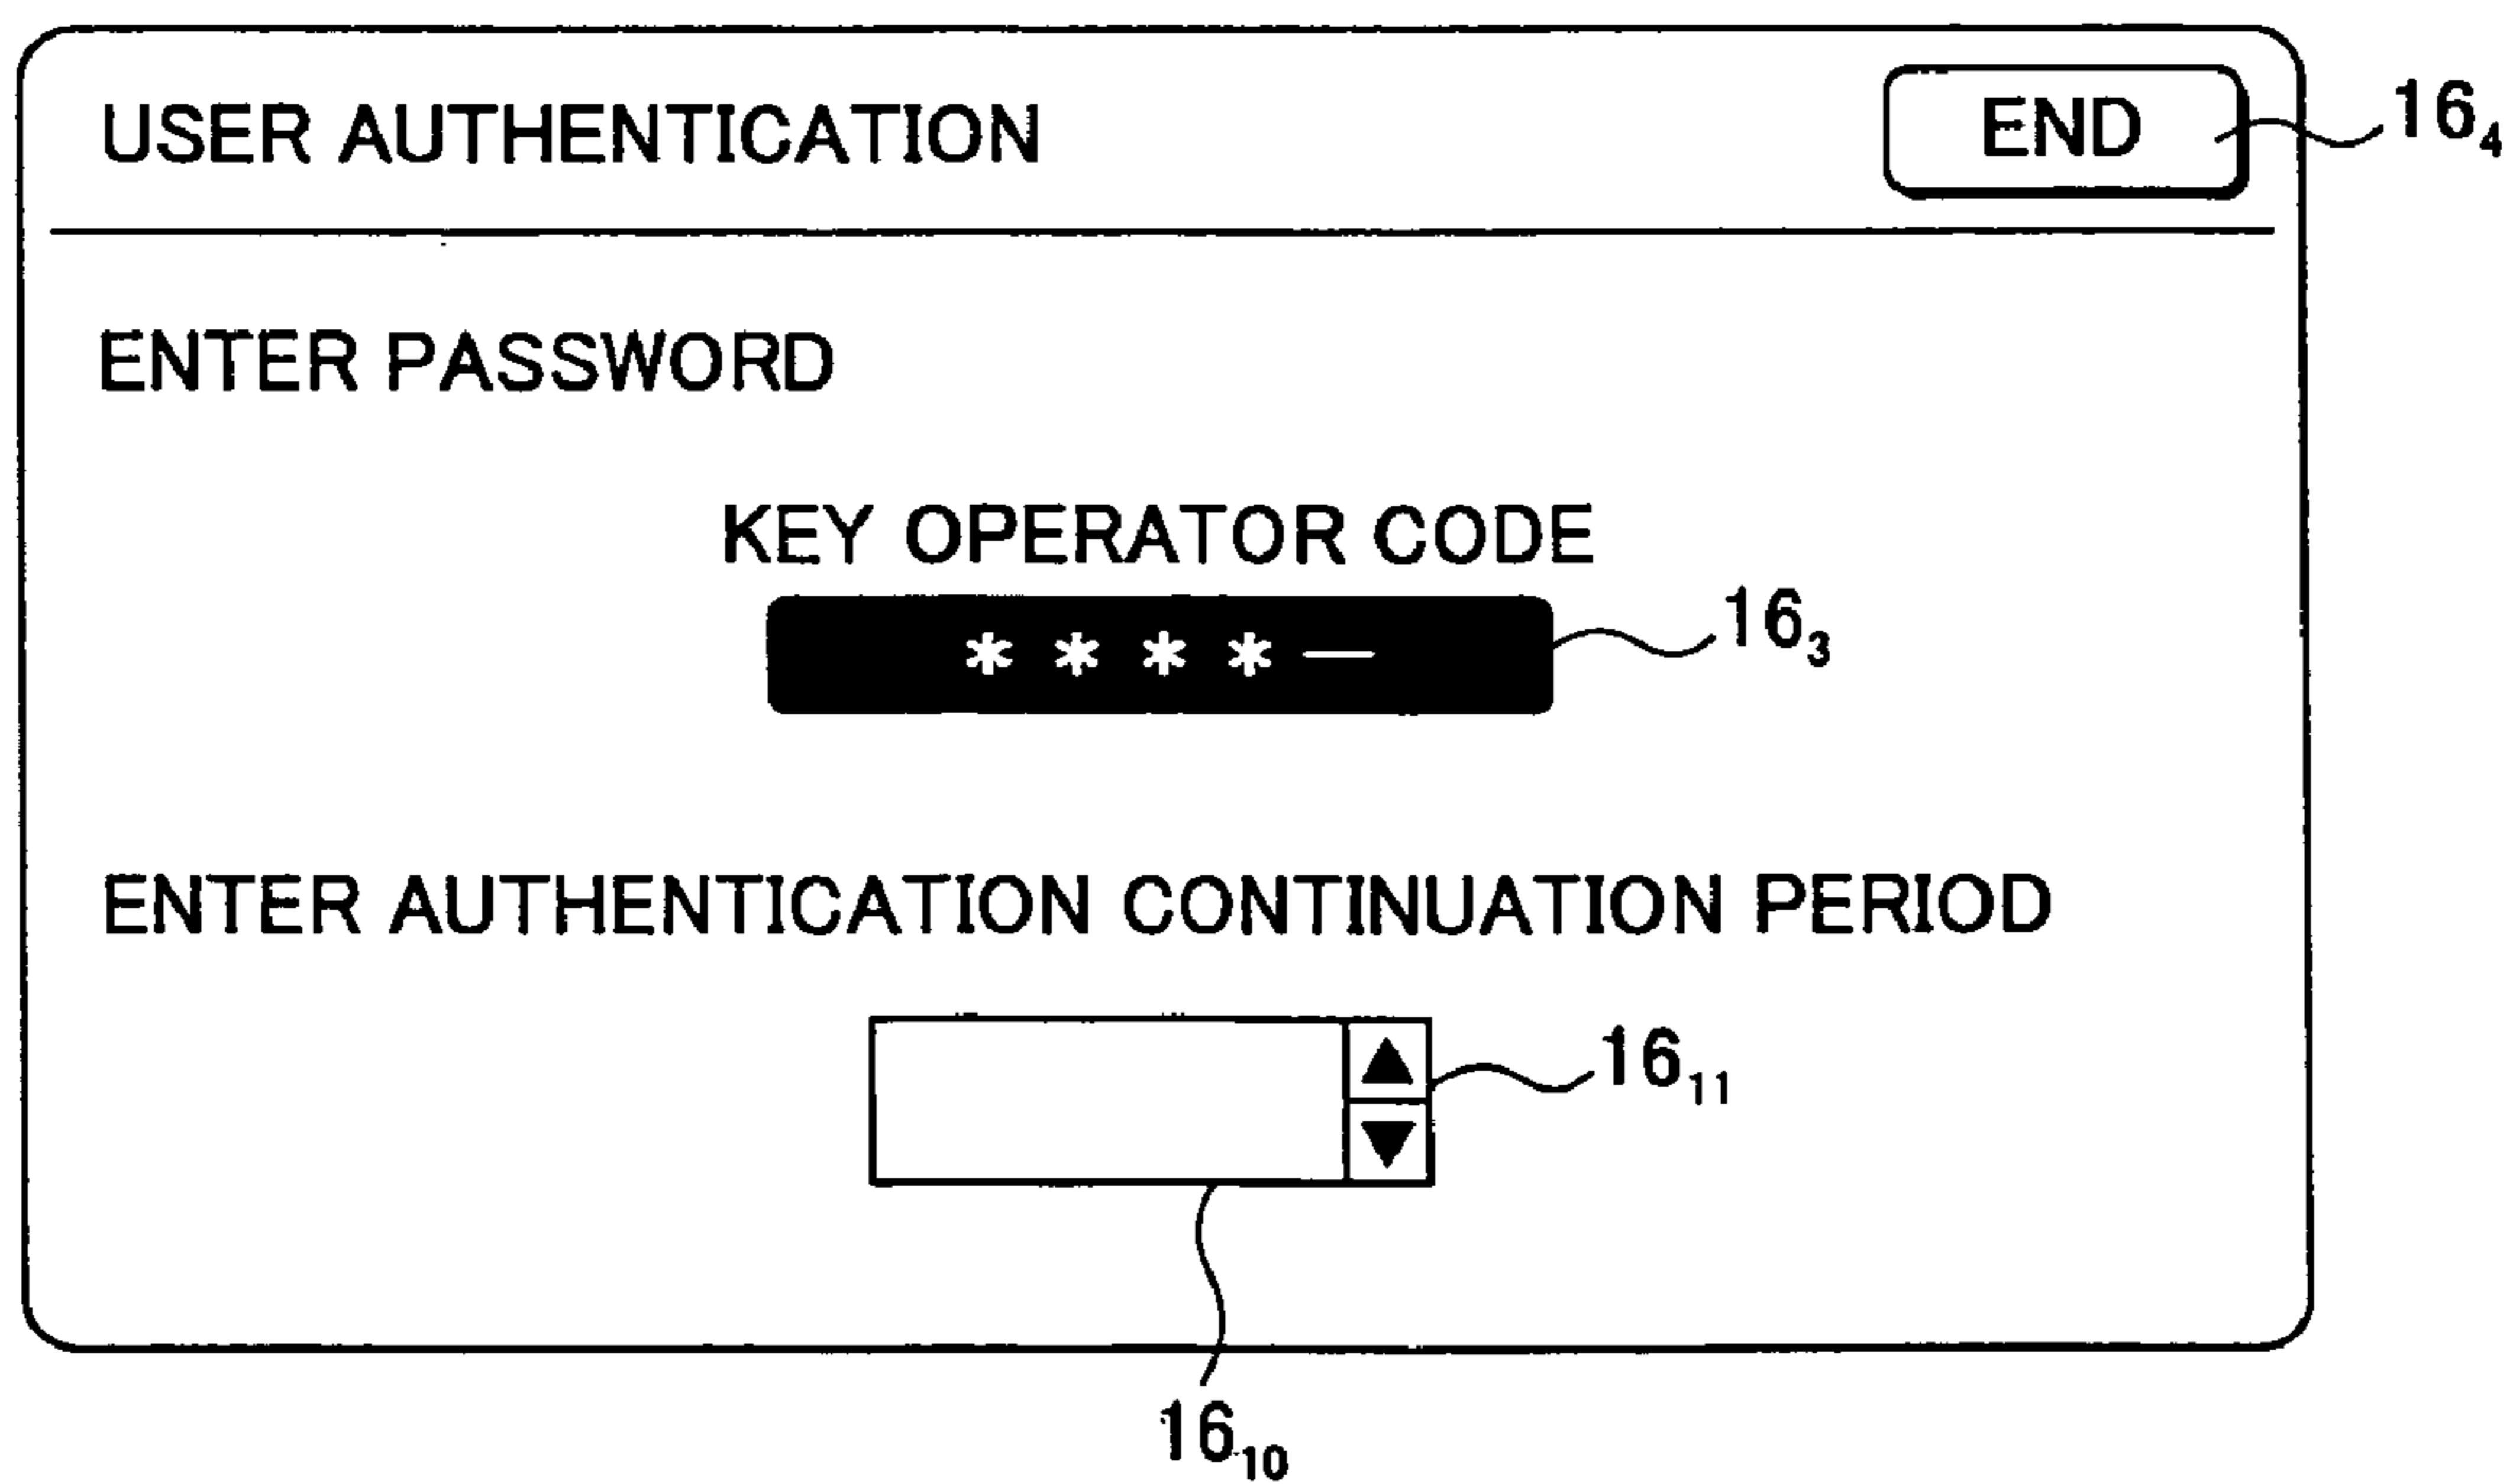 USER AUTHENTICATION
END
16₄
ENTER PASSWORD
KEY OPERATOR CODE
* * * * —
16₃
ENTER AUTHENTICATION CONTINUATION PERIOD
16₁₁
16₁₀